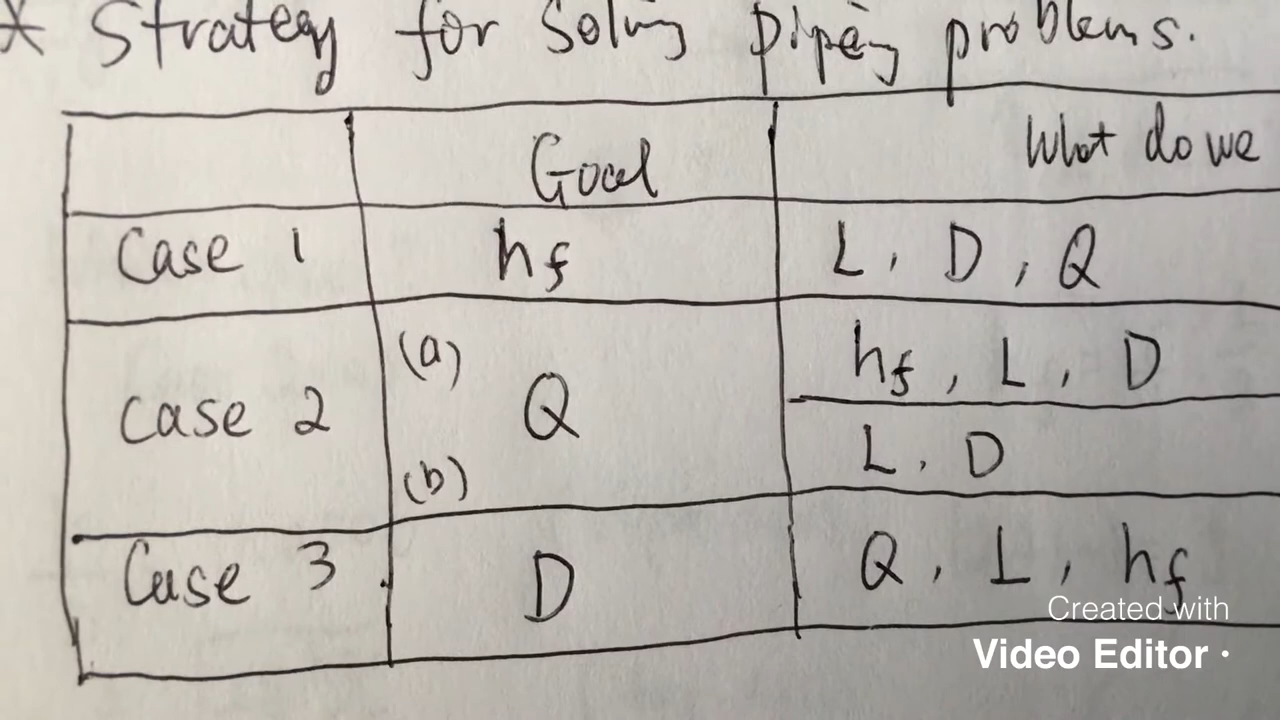 * Strategy for Solving piping problems.
Goal What do we
Case 1 hf L, D, Q
(a) hf, L, D
Case 2 Q
(b) L, D
Case 3 D Q, L, hf
Created with
Video Editor ·